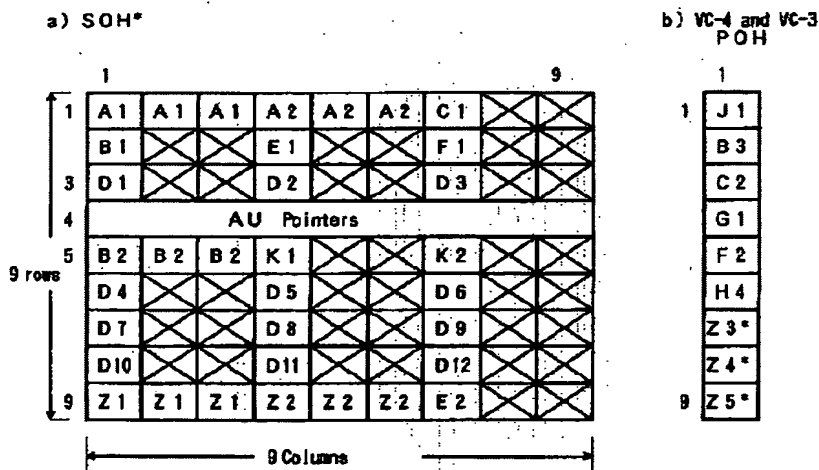 a) SOH*
b) VC-4 and VC-3
POH
1 9
1
1 A1 A1 A1 A2 A2 A2 C1
B1 E1 F1
3 D1 D2 D3
4 AU Pointers
5 B2 B2 B2 K1 K2
9 rows
D4 D5 D6
D7 D8 D9
D10 D11 D12
9 Z1 Z1 Z1 Z2 Z2 Z2 E2
9 Columns
1 J1
B3
C2
G1
F2
H4
Z3*
Z4*
9 Z5*